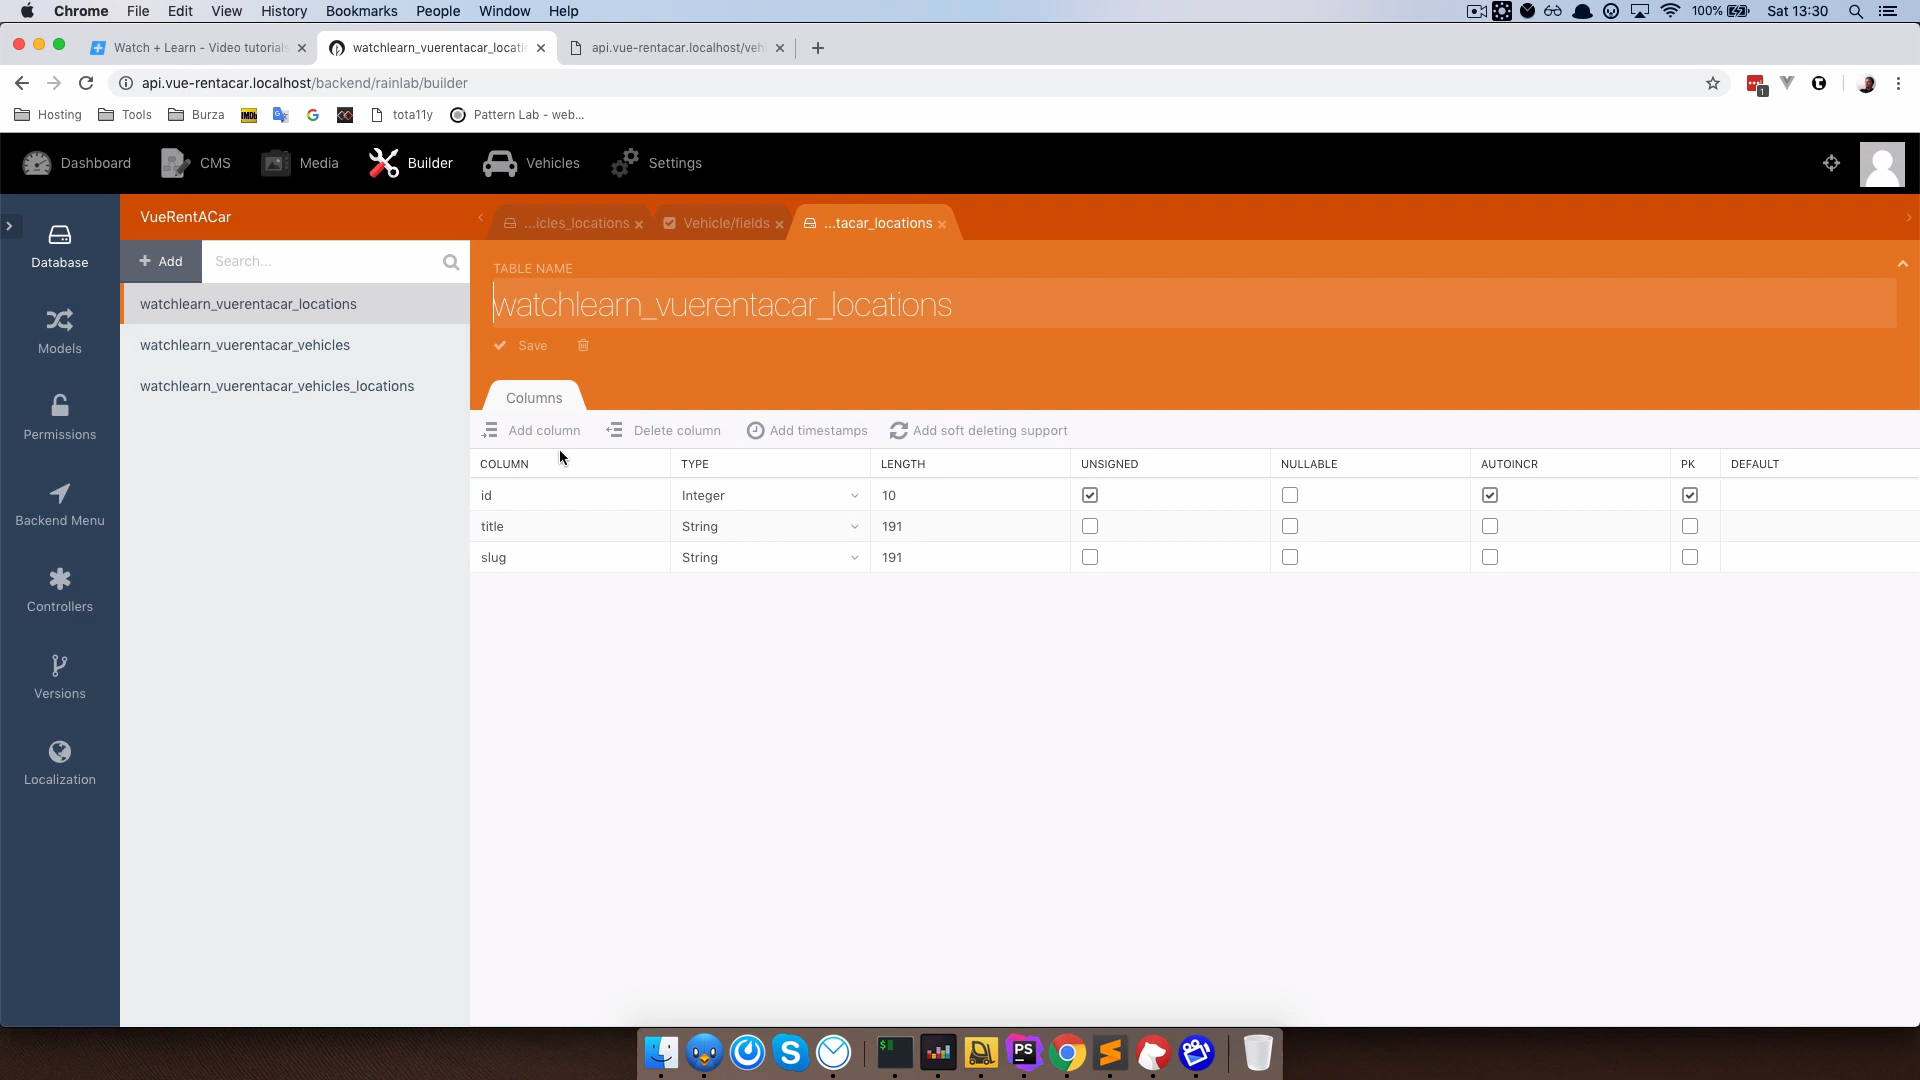 Chrome File Edit View History Bookmarks People Window Help 100% Sat 13:30
Watch + Learn - Video tutorials watchlearn_vuerentacar_locati api.vue-rentacar.localhost/veh
api.vue-rentacar.localhost/backend/rainlab/builder
1
Hosting Tools Burza IMDb tota11y Pattern Lab - web...
Dashboard CMS Media Builder Vehicles Settings
VueRentACar
...icles_locations Vehicle/fields ...tacar_locations
Database
Models
Permissions
Backend Menu
Controllers
Versions
Localization
+ Add Search...
watchlearn_vuerentacar_locations
watchlearn_vuerentacar_vehicles
watchlearn_vuerentacar_vehicles_locations
TABLE NAME
watchlearn_vuerentacar_locations
Save
Columns
Add column Delete column Add timestamps Add soft deleting support
COLUMN TYPE LENGTH UNSIGNED NULLABLE AUTOINCR PK DEFAULT
id Integer 10
title String 191
slug String 191
PS